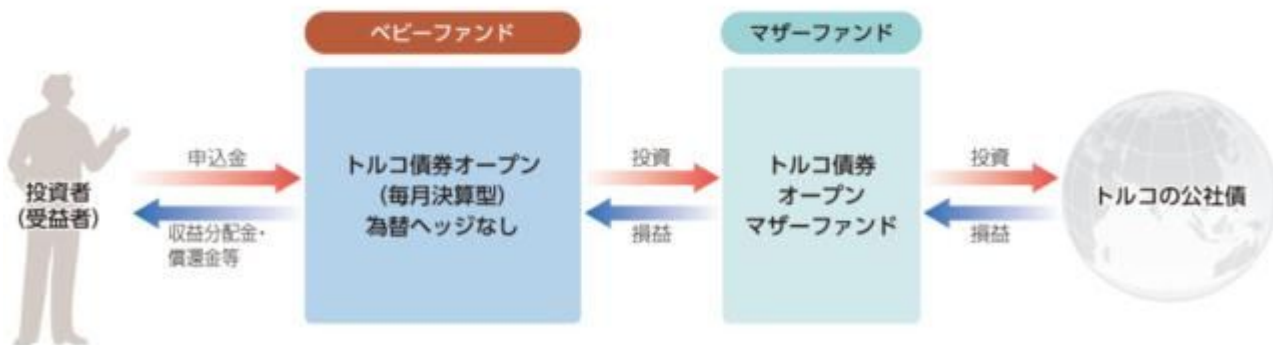 ベビーファンド
マザーファンド
投資者
(受益者)
申込金
収益分配金・
償還金等
トルコ債券オープン
(毎月決算型)
為替ヘッジなし
投資
損益
トルコ債券
オープン
マザーファンド
投資
損益
トルコの公社債